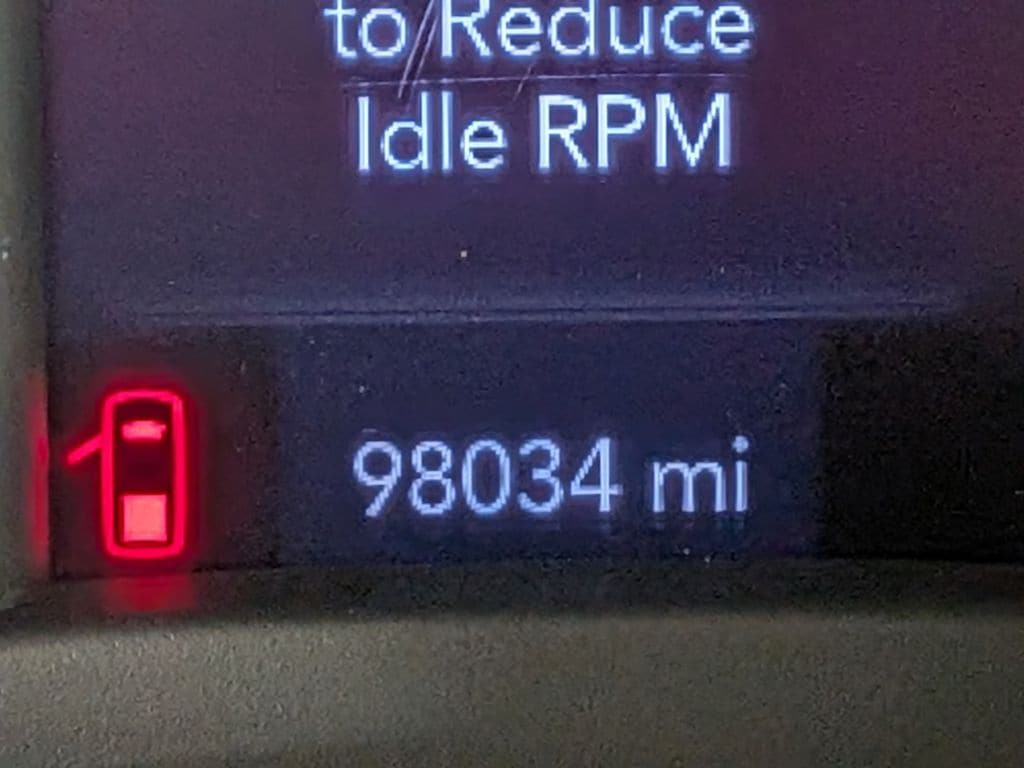 to Reduce
Idle RPM
98034 mi